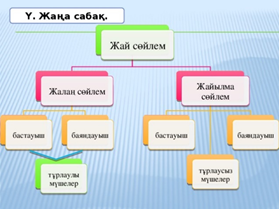 Ү. Жаңа сабақ.
Жай сөйлем
Жалаң сөйлем
Жайылма
сөйлем
бастауыш
баяндауыш
бастауыш
баяндауыш
тұрлаулы
мүшелер
тұрлаусыз
мүшелер